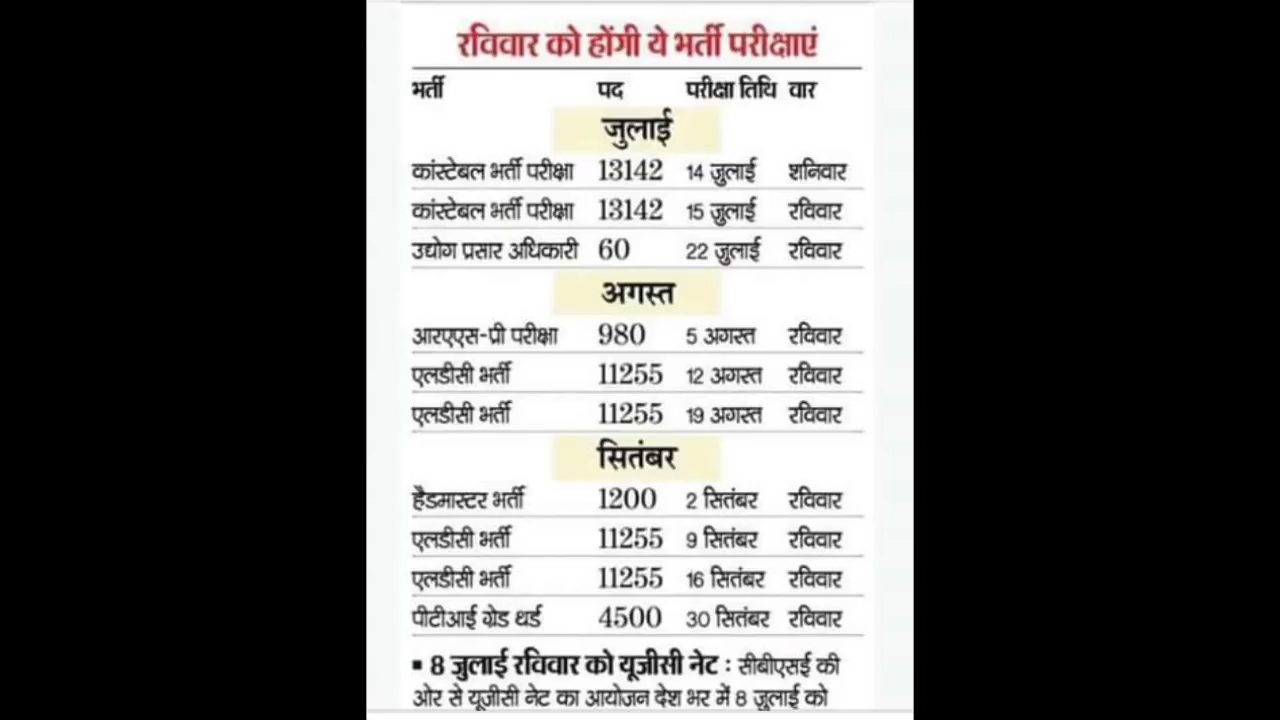 रविवार को होंगी ये भर्ती परीक्षाएं
भर्ती पद परीक्षा तिथि वार
जुलाई
कांस्टेबल भर्ती परीक्षा 13142 14 जुलाई शनिवार
कांस्टेबल भर्ती परीक्षा 13142 15 जुलाई रविवार
उद्योग प्रसार अधिकारी 60 22 जुलाई रविवार
अगस्त
आरएएस-प्री परीक्षा 980 5 अगस्त रविवार
एलडीसी भर्ती 11255 12 अगस्त रविवार
एलडीसी भर्ती 11255 19 अगस्त रविवार
सितंबर
हैडमास्टर भर्ती 1200 2 सितंबर रविवार
एलडीसी भर्ती 11255 9 सितंबर रविवार
एलडीसी भर्ती 11255 16 सितंबर रविवार
पीटीआई ग्रेड थर्ड 4500 30 सितंबर रविवार
▪ 8 जुलाई रविवार को यूजीसी नेट : सीबीएसई की
ओर से यूजीसी नेट का आयोजन देश भर में 8 जुलाई को